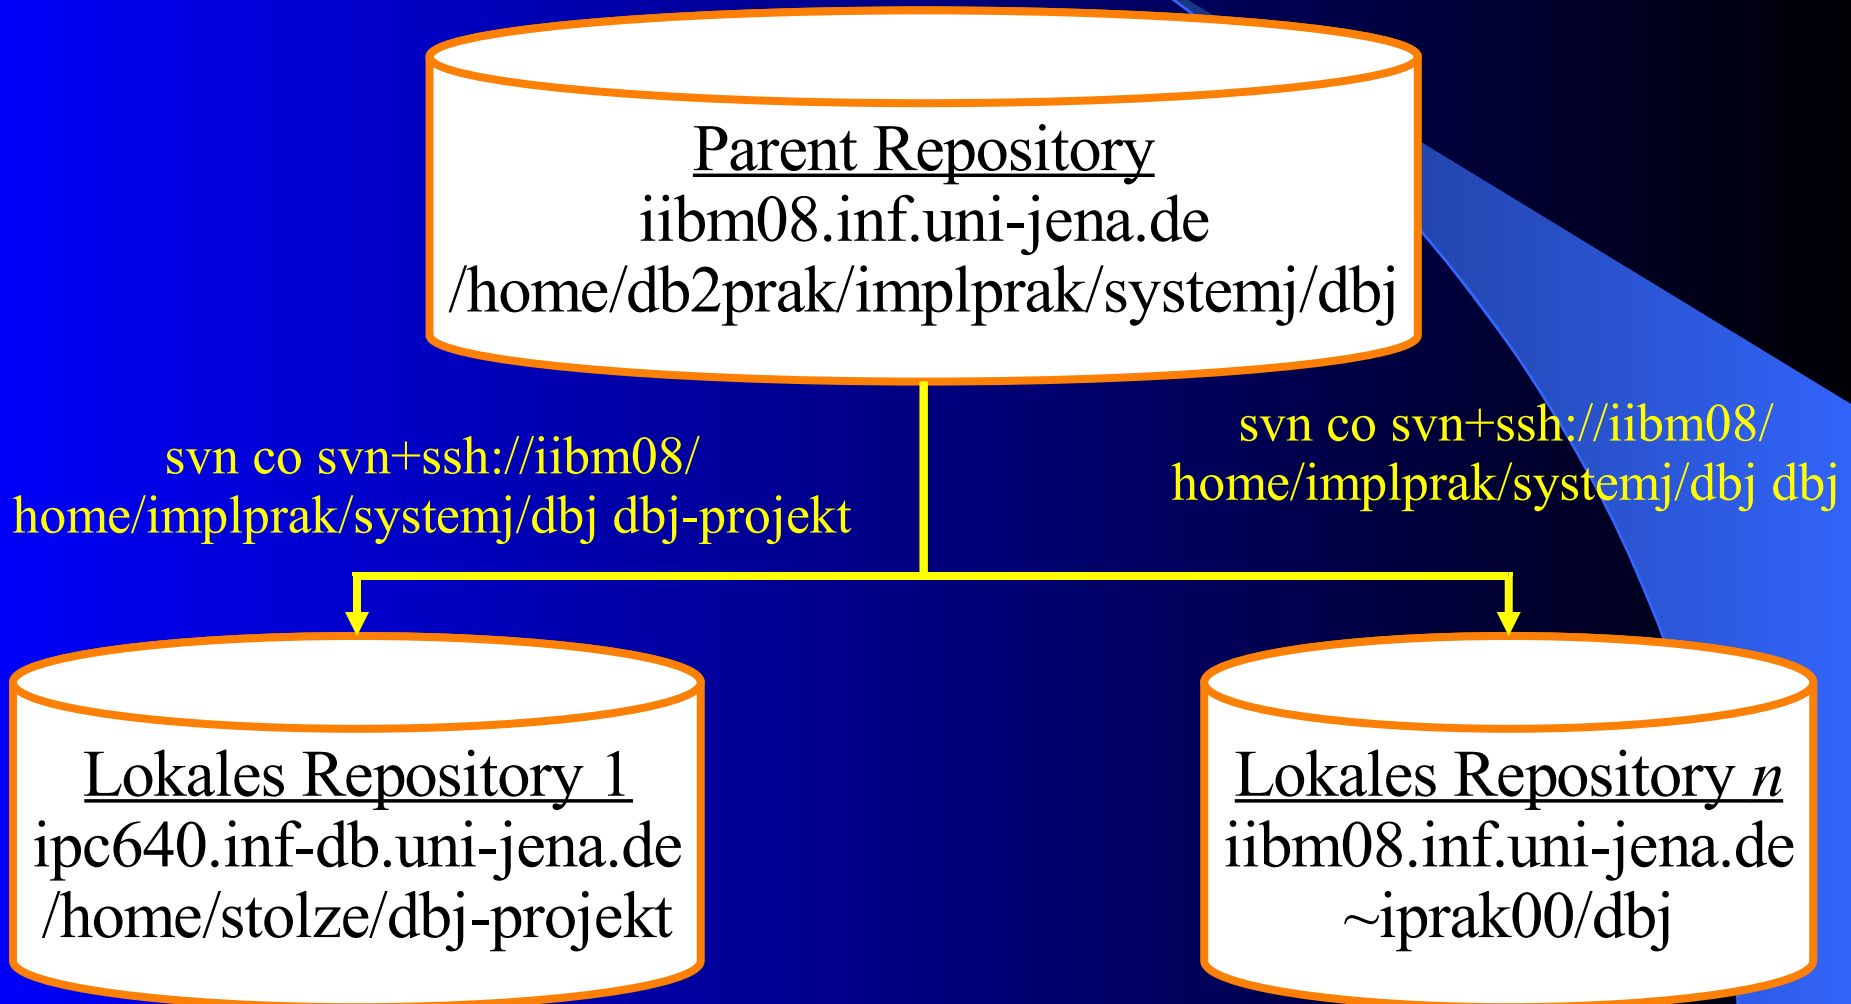 Parent Repository
iibm08.inf.uni-jena.de
/home/db2prak/implprak/systemj/dbj
svn co svn+ssh://iibm08/
home/implprak/systemj/dbj dbj-projekt
svn co svn+ssh://iibm08/
home/implprak/systemj/dbj dbj
Lokales Repository 1
ipc640.inf-db.uni-jena.de
/home/stolze/dbj-projekt
Lokales Repository n
iibm08.inf.uni-jena.de
~iprak00/dbj